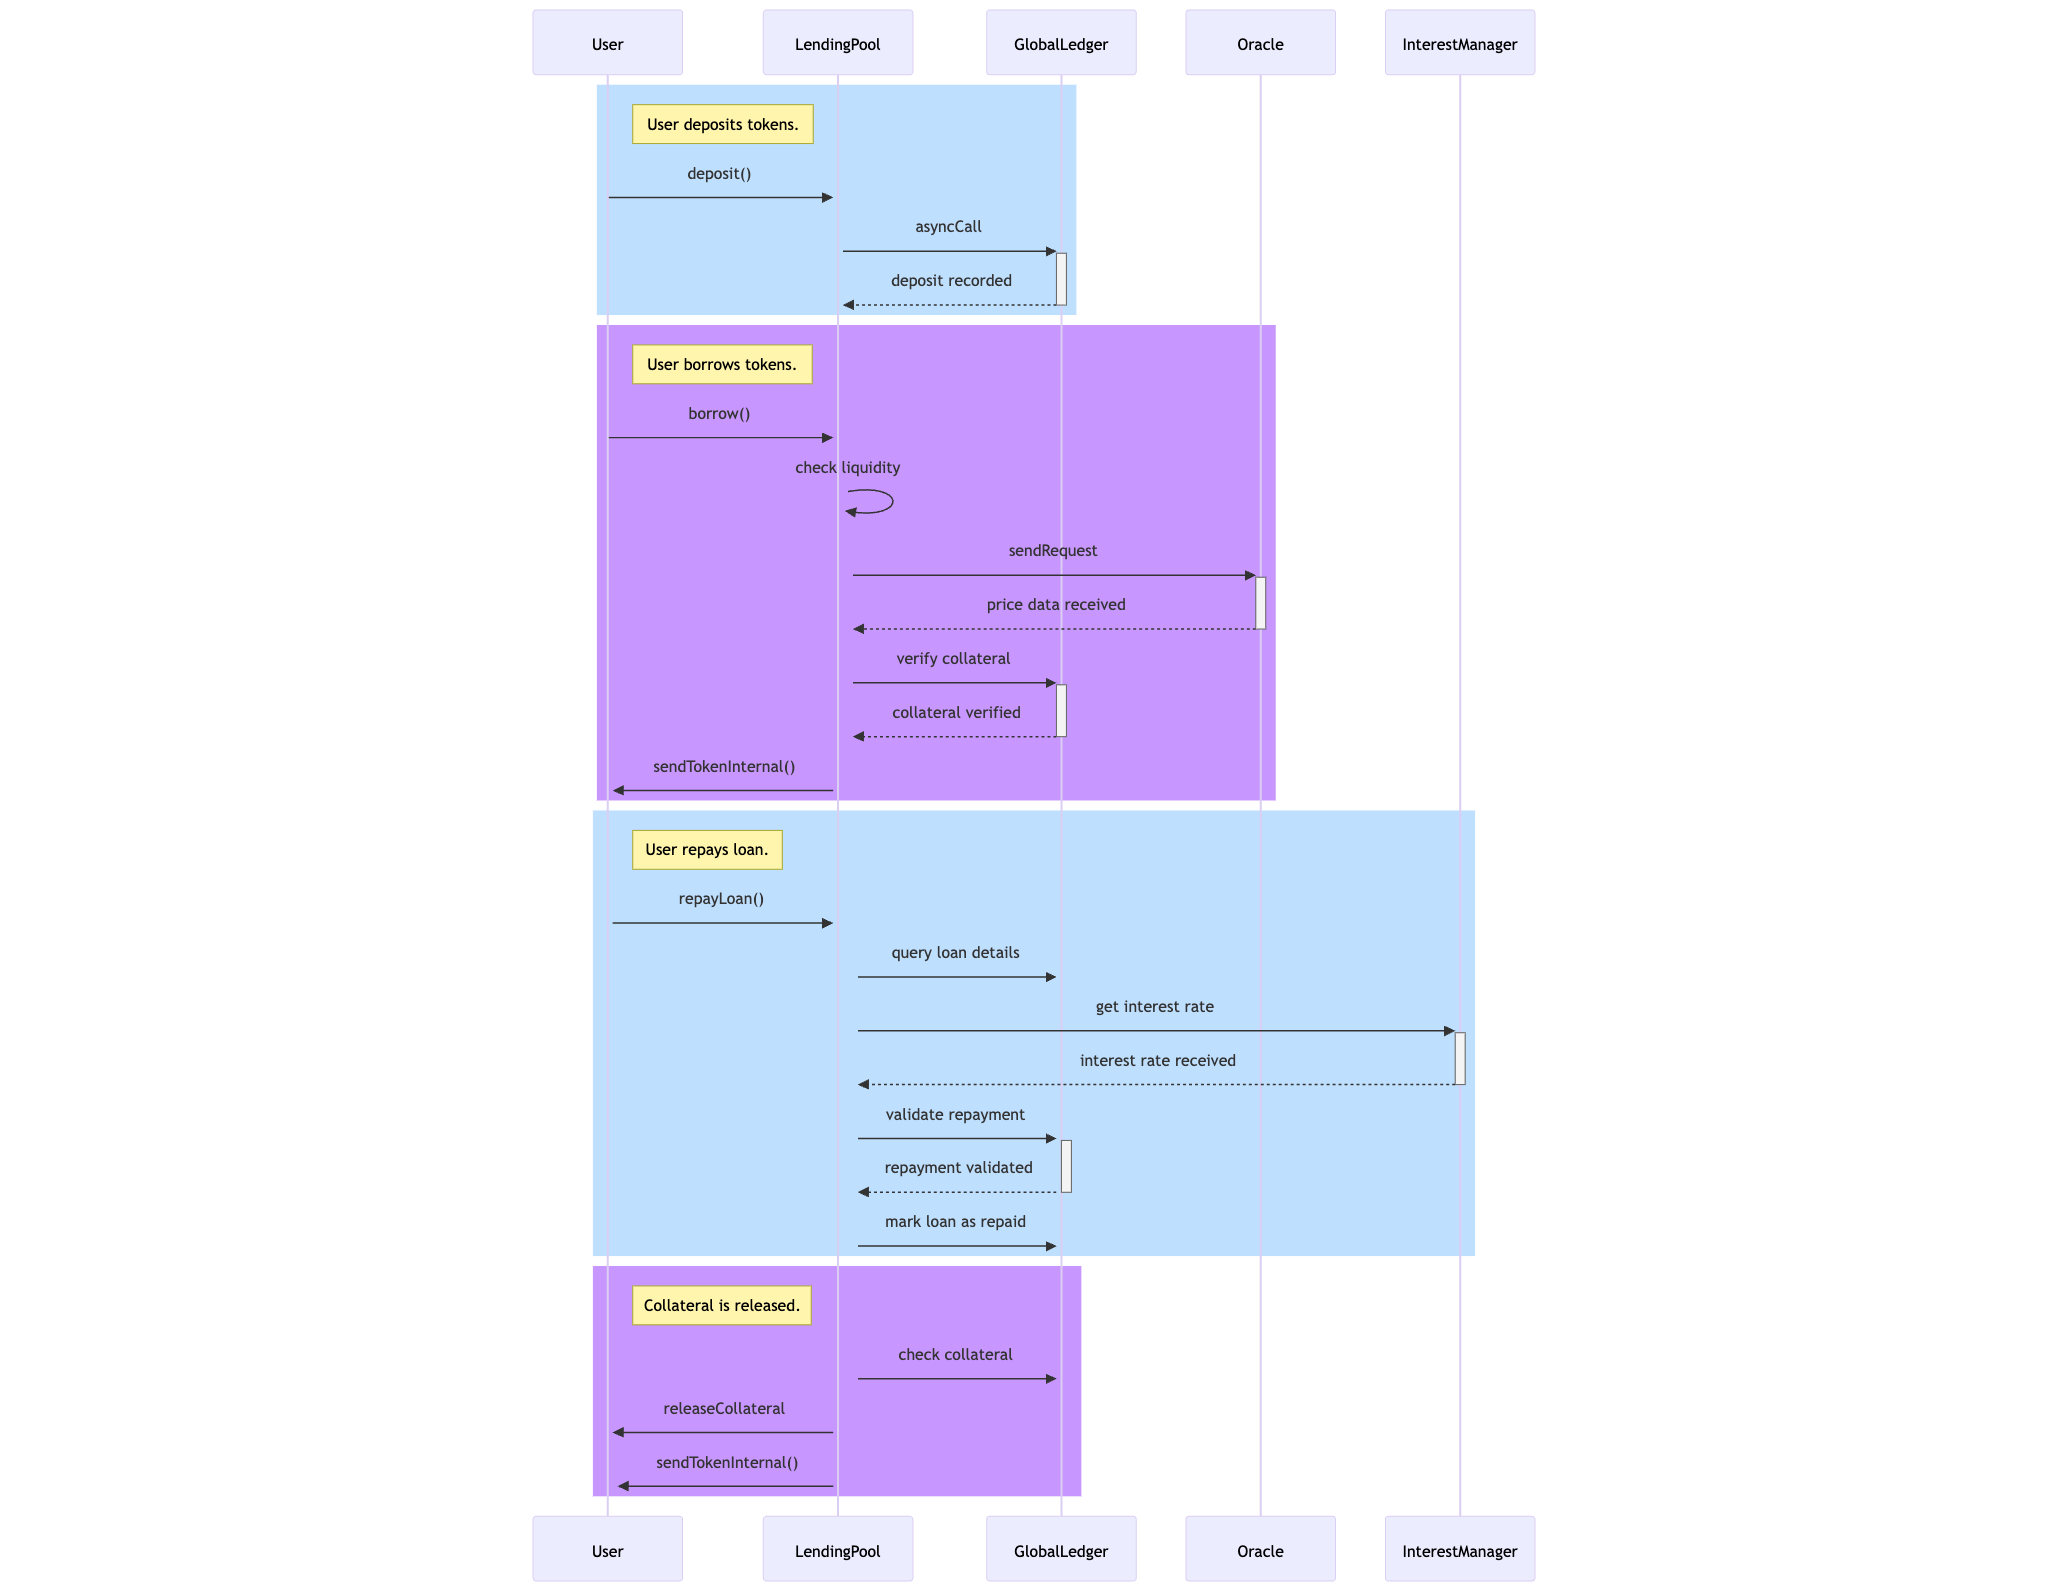 User
LendingPool
GlobalLedger
Oracle
InterestManager
User deposits tokens.
deposit()
asyncCall
deposit recorded
User borrows tokens.
borrow()
check liquidity
sendRequest
price data received
verify collateral
collateral verified
sendTokenInternal()
User repays loan.
repayLoan()
query loan details
get interest rate
interest rate received
validate repayment
repayment validated
mark loan as repaid
Collateral is released.
check collateral
releaseCollateral
sendTokenInternal()
User
LendingPool
GlobalLedger
Oracle
InterestManager